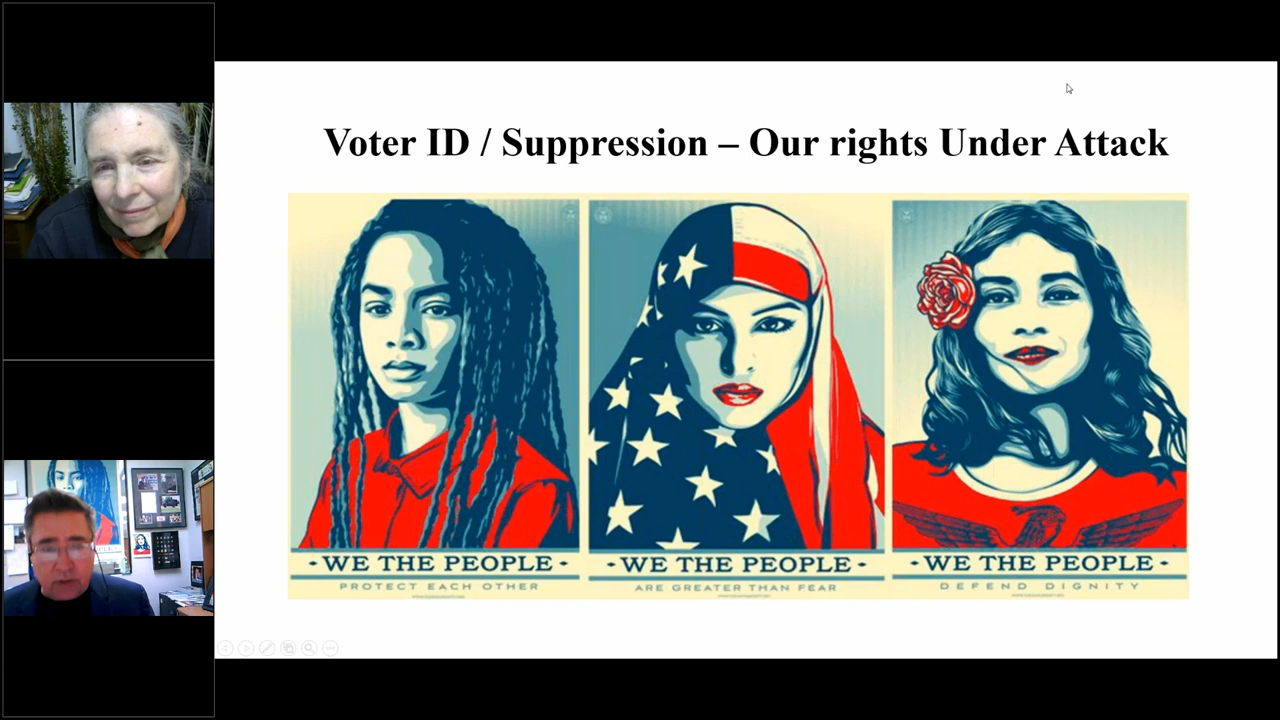 Voter ID / Suppression – Our rights Under Attack
· WE THE PEOPLE ·
PROTECT EACH OTHER
· WE THE PEOPLE ·
ARE GREATER THAN FEAR
· WE THE PEOPLE ·
DEFEND DIGNITY